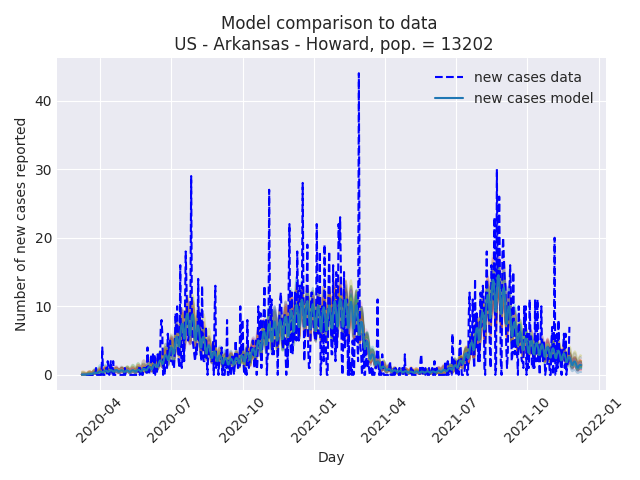 Model comparison to data
US - Arkansas - Howard, pop. = 13202
new cases data
new cases model
Number of new cases reported
40
30
20
10
0
2020-04
2020-07
2020-10
2021-01
2021-04
2021-07
2021-10
2022-01
Day